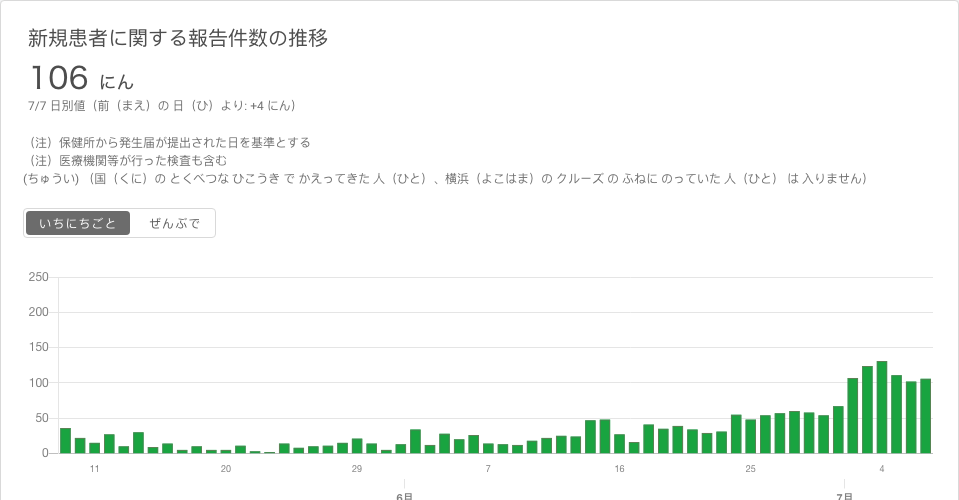 新規患者に関する報告件数の推移
106 にん
7/7 日別値（前（まえ）の 日（ひ）より: +4 にん）
（注）保健所から発生届が提出された日を基準とする
（注）医療機関等が行った検査も含む
(ちゅうい) （国（くに）の とくべつな ひこうき で かえってきた 人（ひと）、横浜（よこはま）の クルーズ の ふねに のっていた 人（ひと） は 入りません）
いちにちごと ぜんぶで
250
200
150
100
50
0
11 20 29 7 16 25 4
6月 7月